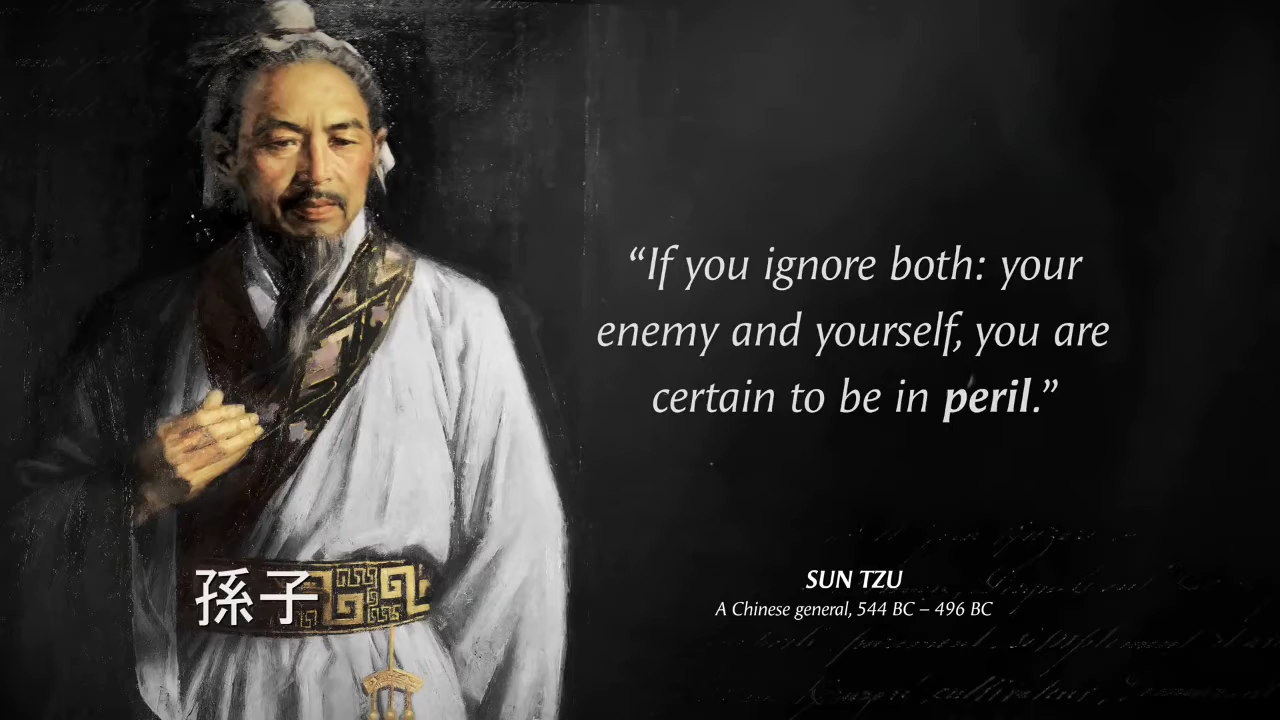 “If you ignore both: your
enemy and yourself, you are
certain to be in peril.”
孫子
SUN TZU
A Chinese general, 544 BC – 496 BC